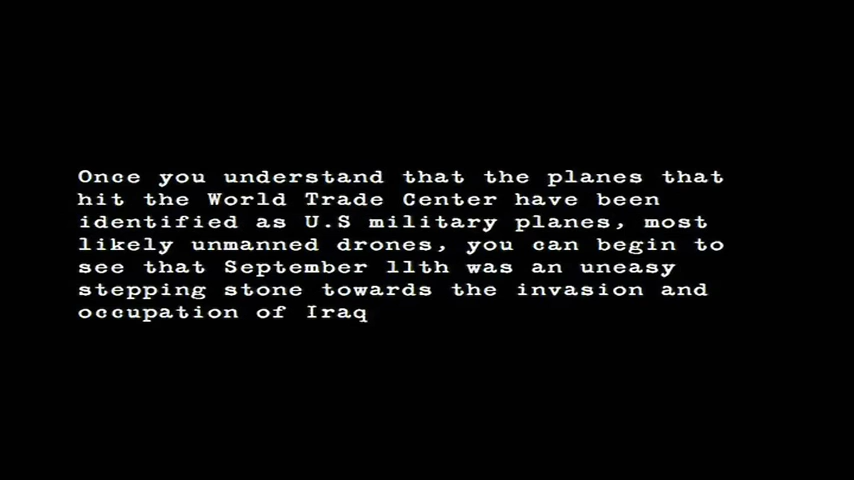 Once you understand that the planes that
hit the World Trade Center have been
identified as U.S military planes, most
likely unmanned drones, you can begin to
see that September 11th was an uneasy
stepping stone towards the invasion and
occupation of Iraq